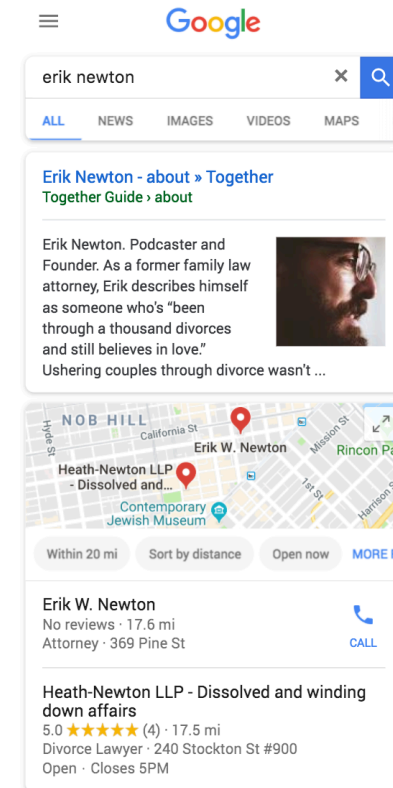 Google
erik newton
ALL NEWS IMAGES VIDEOS MAPS
Erik Newton - about » Together
Together Guide › about
Erik Newton. Podcaster and
Founder. As a former family law
attorney, Erik describes himself
as someone who's “been
through a thousand divorces
and still believes in love.”
Ushering couples through divorce wasn't ...
NOB HILL
Hyde St
California St
Erik W. Newton
Mission St
Rincon Pa
Heath-Newton LLP
- Dissolved and...
1st St
Harrison S
Contemporary
Jewish Museum
Within 20 mi Sort by distance Open now MORE
Erik W. Newton
No reviews · 17.6 mi
Attorney · 369 Pine St
CALL
Heath-Newton LLP - Dissolved and winding
down affairs
5.0 ★★★★★ (4) · 17.5 mi
Divorce Lawyer · 240 Stockton St #900
Open · Closes 5PM